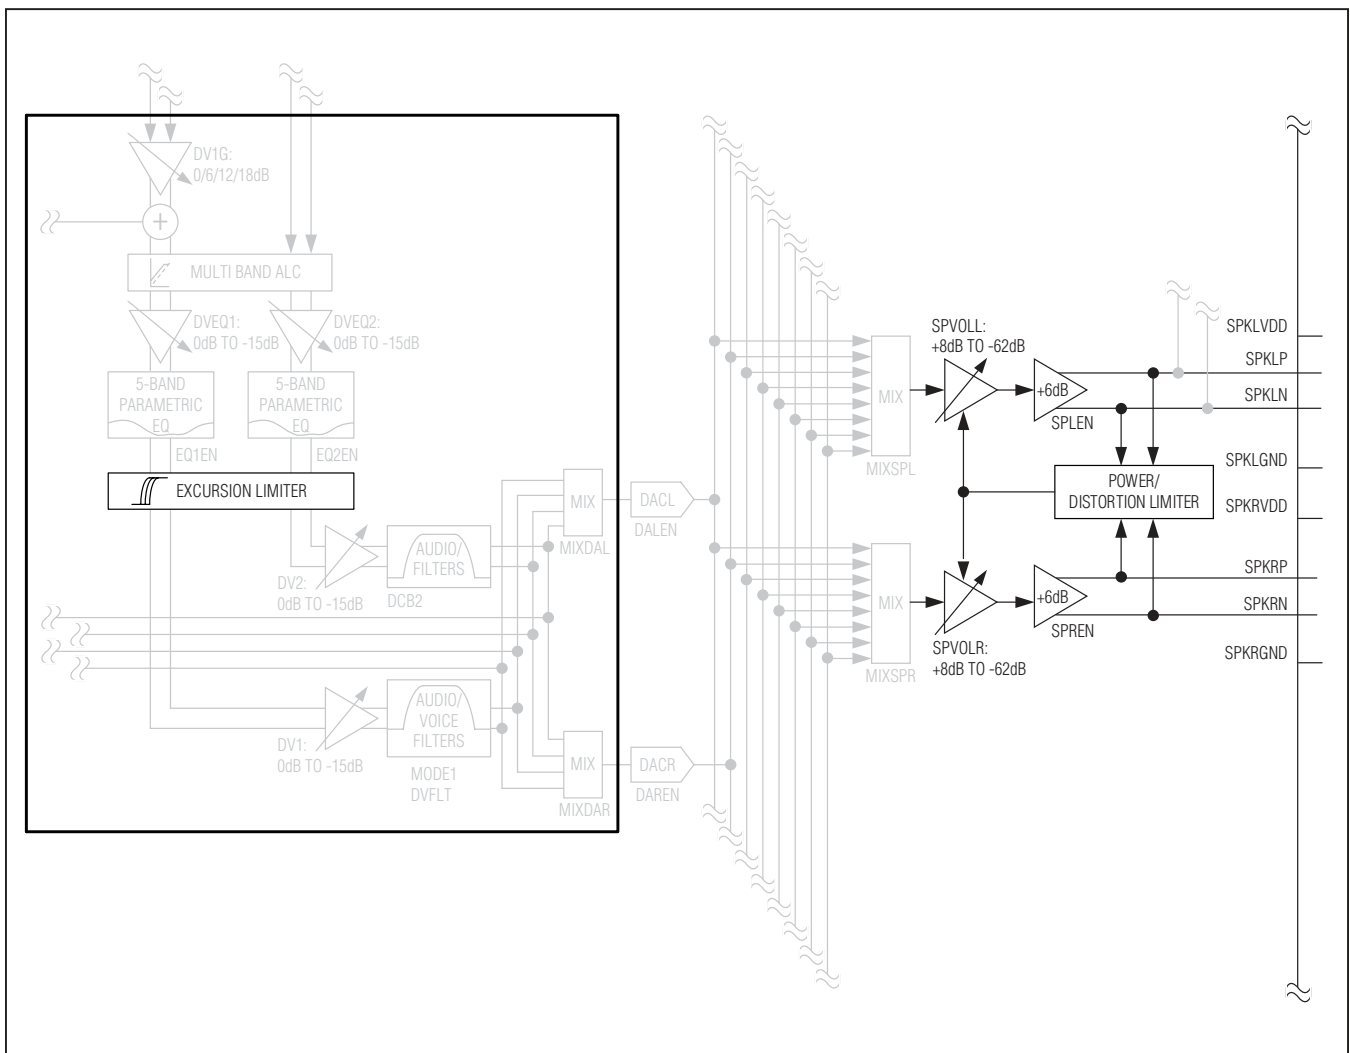 DV1G:
0/6/12/18dB
+
MULTI BAND ALC
DVEQ1:
0dB TO -15dB
DVEQ2:
0dB TO -15dB
5-BAND
PARAMETRIC
EQ
5-BAND
PARAMETRIC
EQ
EQ1EN
EQ2EN
EXCURSION LIMITER
DV2:
0dB TO -15dB
AUDIO/
FILTERS
DCB2
MIX
MIXDAL
DACL
DALEN
DV1:
0dB TO -15dB
AUDIO/
VOICE
FILTERS
MODE1
DVFLT
MIX
MIXDAR
DACR
DAREN
MIX
MIXSPL
MIX
MIXSPR
SPVOLL:
+8dB TO -62dB
+6dB
SPLEN
POWER/
DISTORTION LIMITER
+6dB
SPREN
SPVOLR:
+8dB TO -62dB
SPKLVDD
SPKLP
SPKLN
SPKLGND
SPKRVDD
SPKRP
SPKRN
SPKRGND